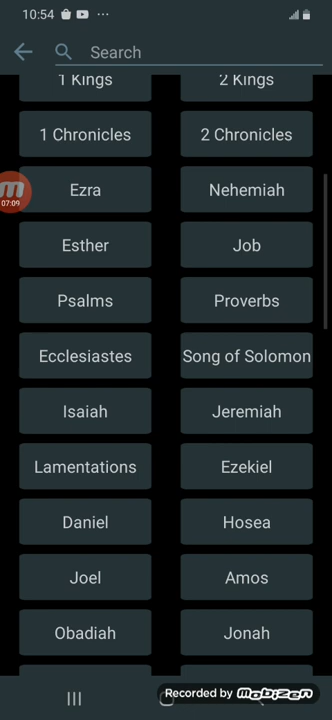 10:54
Search
1 Kings 2 Kings
1 Chronicles 2 Chronicles
07:09
Ezra Nehemiah
Esther Job
Psalms Proverbs
Ecclesiastes Song of Solomon
Isaiah Jeremiah
Lamentations Ezekiel
Daniel Hosea
Joel Amos
Obadiah Jonah
Recorded by mobizen